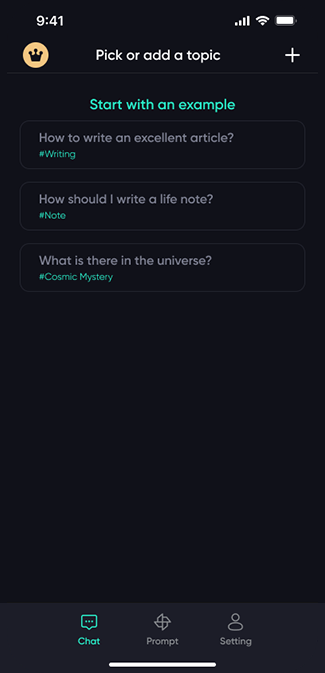 9:41
Pick or add a topic
Start with an example
How to write an excellent article?
#Writing
How should I write a life note?
#Note
What is there in the universe?
#Cosmic Mystery
Chat
Prompt
Setting